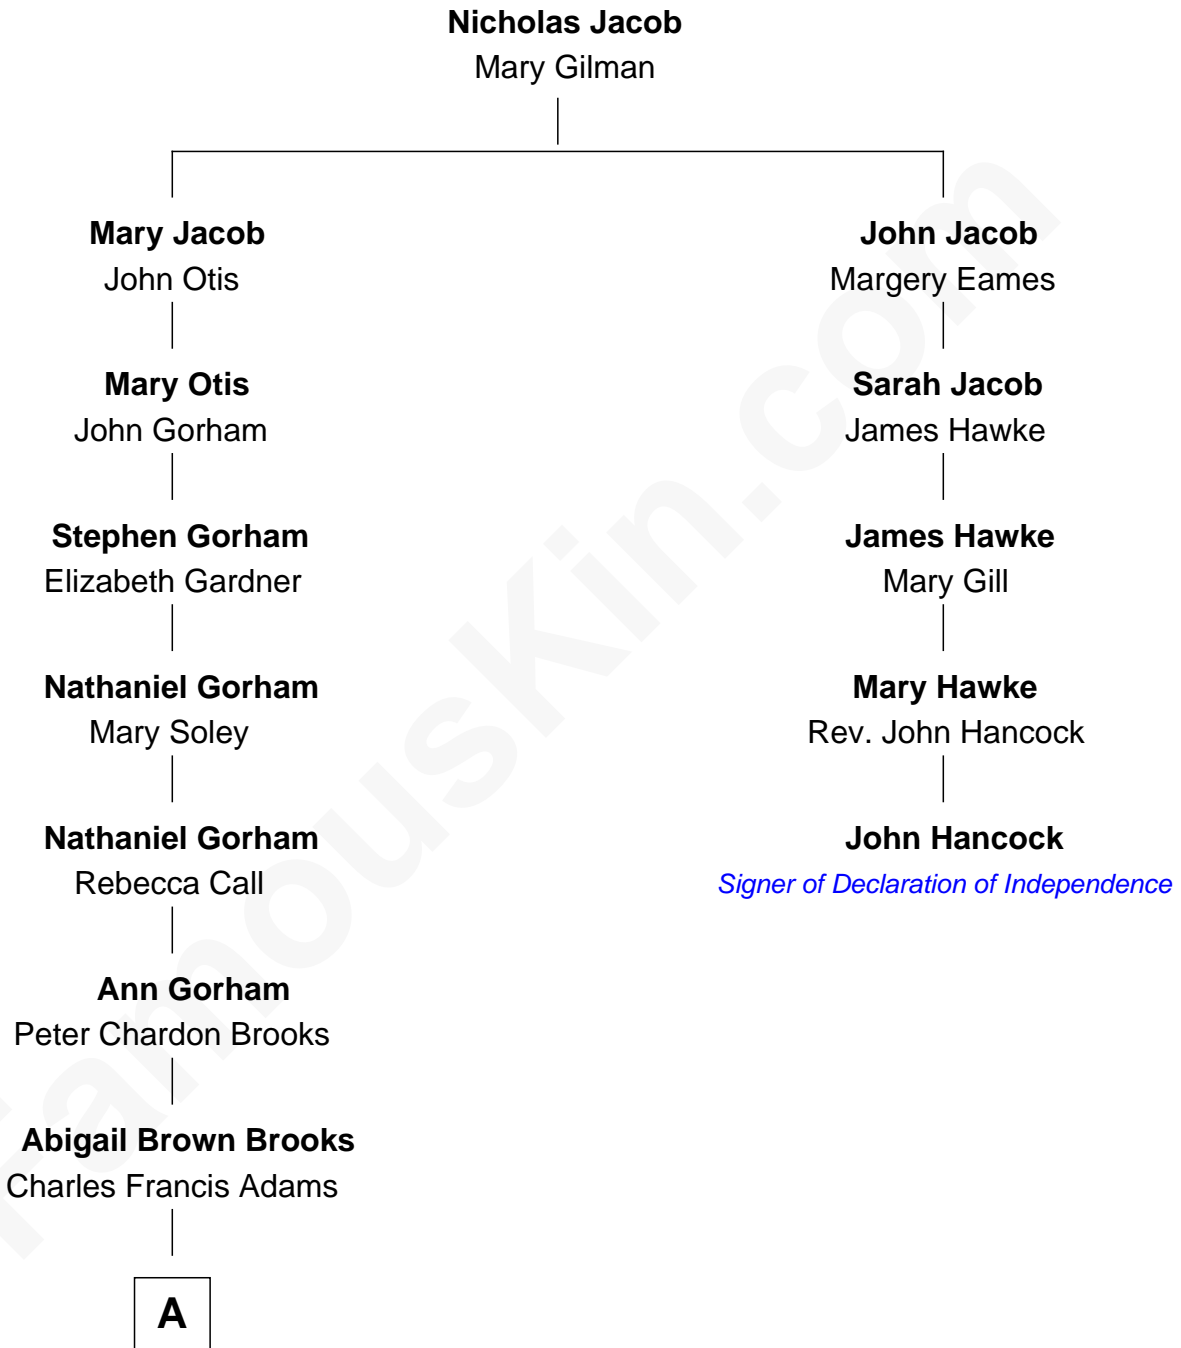 Nicholas Jacob
Mary Gilman
Mary Jacob
John Otis
John Jacob
Margery Eames
Mary Otis
John Gorham
Sarah Jacob
James Hawke
Stephen Gorham
Elizabeth Gardner
James Hawke
Mary Gill
Nathaniel Gorham
Mary Soley
Mary Hawke
Rev. John Hancock
Nathaniel Gorham
Rebecca Call
John Hancock
Signer of Declaration of Independence
Ann Gorham
Peter Chardon Brooks
Abigail Brown Brooks
Charles Francis Adams
A
FamousKin.com